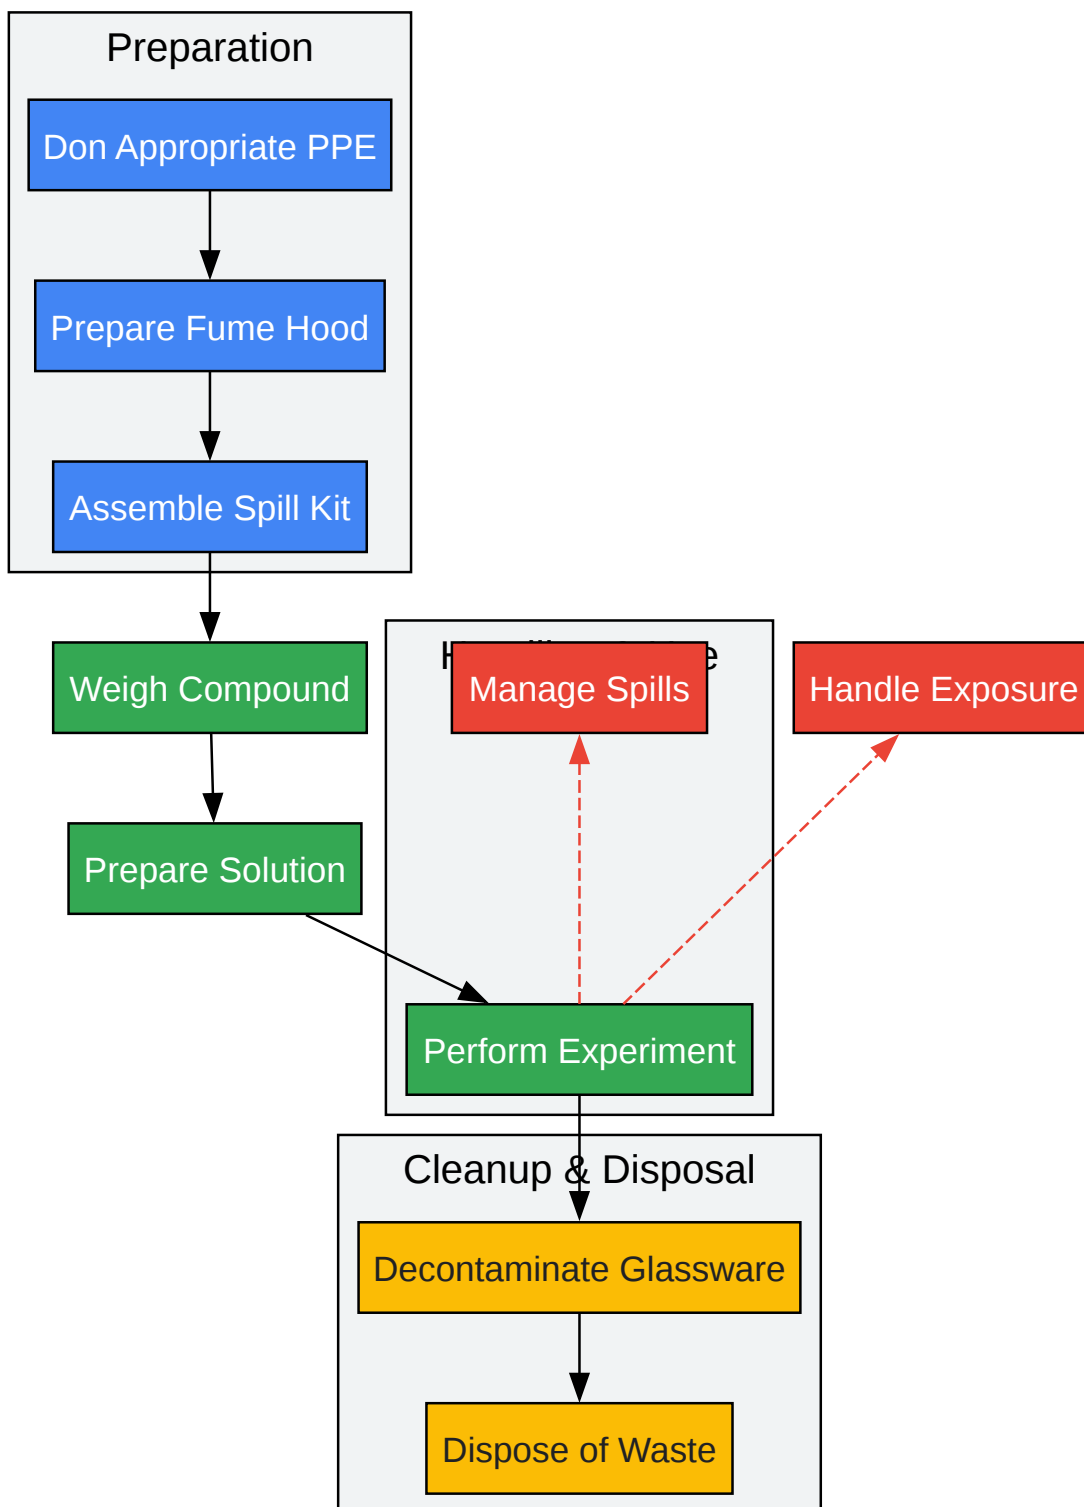 Preparation
Don Appropriate PPE
Prepare Fume Hood
Assemble Spill Kit
Weigh Compound
Manage Spills
Handle Exposure
Prepare Solution
Perform Experiment
Cleanup & Disposal
Decontaminate Glassware
Dispose of Waste